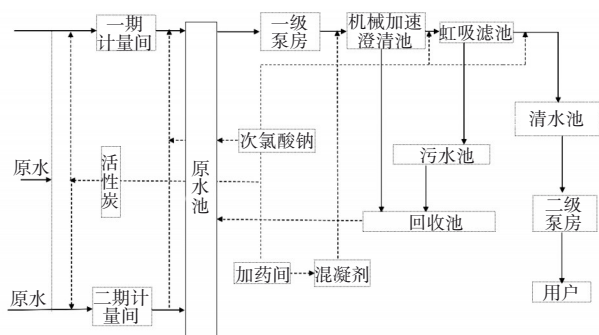 一期
计量间
一级
泵房
机械加速
澄清池
虹吸滤池
清水池
次氯酸钠
污水池
原水
活
性
炭
原
水
池
二级
泵房
回收池
加药间
混凝剂
原水
二期计
量间
用户